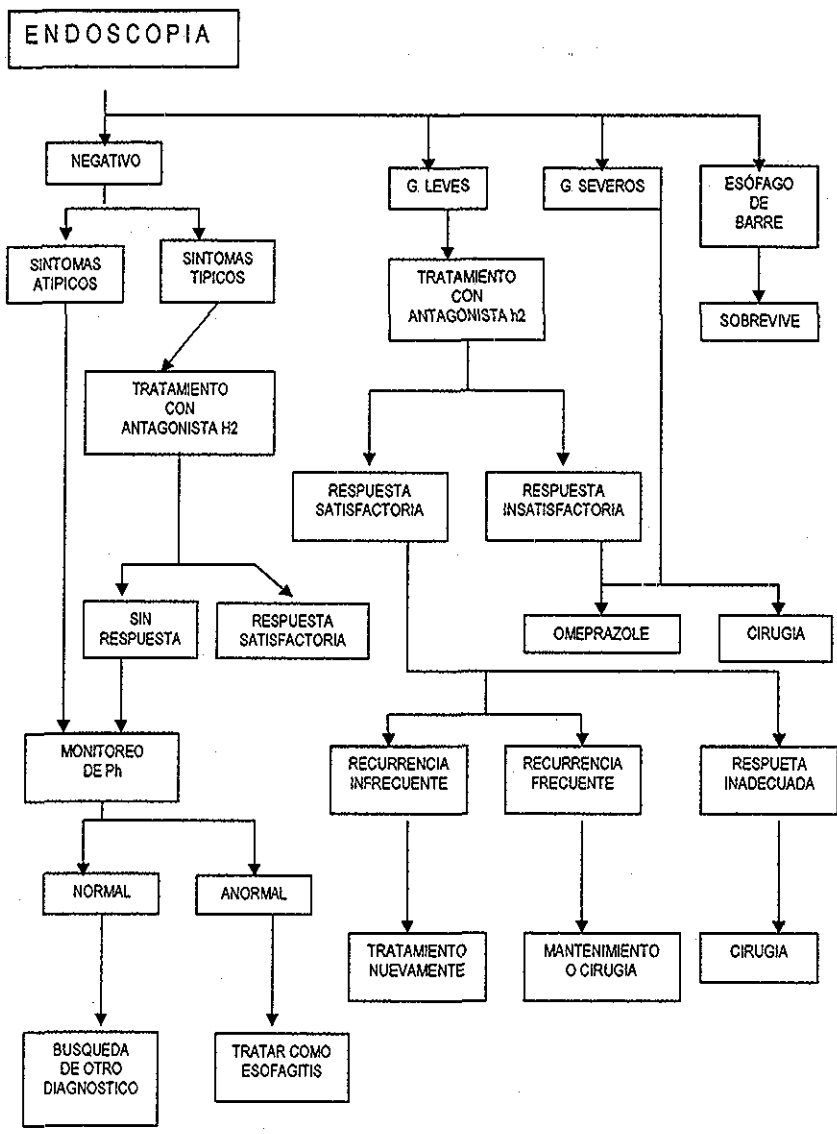 ENDOSCOPIA
NEGATIVO
G. LEVES
G. SEVEROS
ESÓFAGO
DE
BARRE
SINTOMAS
ATIPICOS
SINTOMAS
TIPICOS
TRATAMIENTO
CON
ANTAGONISTA h2
SOBREVIVE
TRATAMIENTO
CON
ANTAGONISTA H2
RESPUESTA
SATISFACTORIA
RESPUESTA
INSATISFACTORIA
SIN
RESPUESTA
RESPUESTA
SATISFACTORIA
OMEPRAZOLE
CIRUGIA
MONITOREO
DE Ph
RECURRENCIA
INFRECUENTE
RECURRENCIA
FRECUENTE
RESPUETA
INADECUADA
NORMAL
ANORMAL
TRATAMIENTO
NUEVAMENTE
MANTENIMIENTO
O CIRUGIA
CIRUGIA
BUSQUEDA
DE OTRO
DIAGNOSTICO
TRATAR COMO
ESOFAGITIS